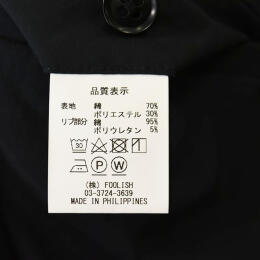 品質表示
表地 綿 70%
ポリエステル 30%
リブ部分 綿 95%
ポリウレタン 5%
30
P W
(株) FOOLISH
03-3724-3639
MADE IN PHILIPPINES